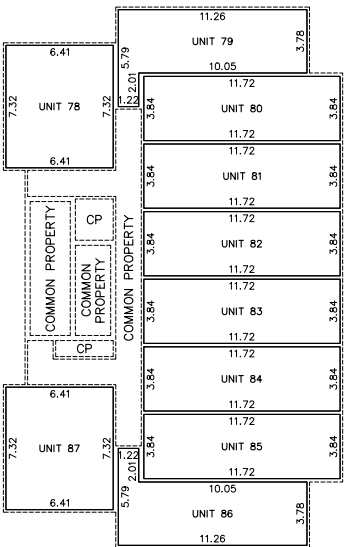 11.26
UNIT 79
3.78
5.79
10.05
2.01
1.22
6.41
7.32
UNIT 78
7.32
6.41
11.72
3.84
UNIT 80
3.84
11.72
11.72
3.84
UNIT 81
3.84
11.72
11.72
3.84
UNIT 82
3.84
11.72
11.72
3.84
UNIT 83
3.84
11.72
11.72
3.84
UNIT 84
3.84
11.72
11.72
3.84
UNIT 85
3.84
11.72
COMMON PROPERTY
CP
COMMON
PROPERTY
CP
COMMON PROPERTY
6.41
7.32
UNIT 87
7.32
6.41
1.22
2.01
5.79
10.05
UNIT 86
3.78
11.26